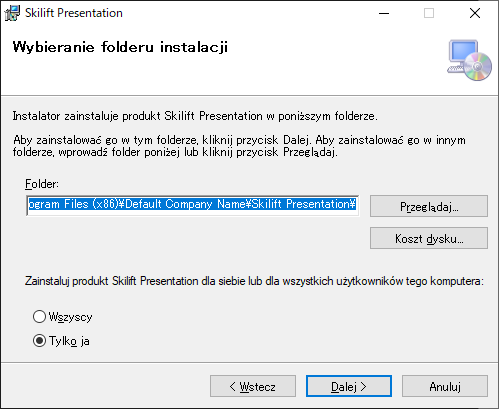 Skilift Presentation
Wybieranie folderu instalacji
Instalator zainstaluje produkt Skilift Presentation w poniższym folderze.
Aby zainstalować go w tym folderze, kliknij przycisk Dalej. Aby zainstalować go w innym
folderze, wprowadź folder poniżej lub kliknij przycisk Przeglądaj.
Folder:
ogram Files (x86)¥Default Company Name¥Skilift Presentation¥
Przeglądaj...
Koszt dysku...
Zainstaluj produkt Skilift Presentation dla siebie lub dla wszystkich użytkowników tego komputera:
Wszyscy
Tylko ja
< Wstecz
Dalej >
Anuluj